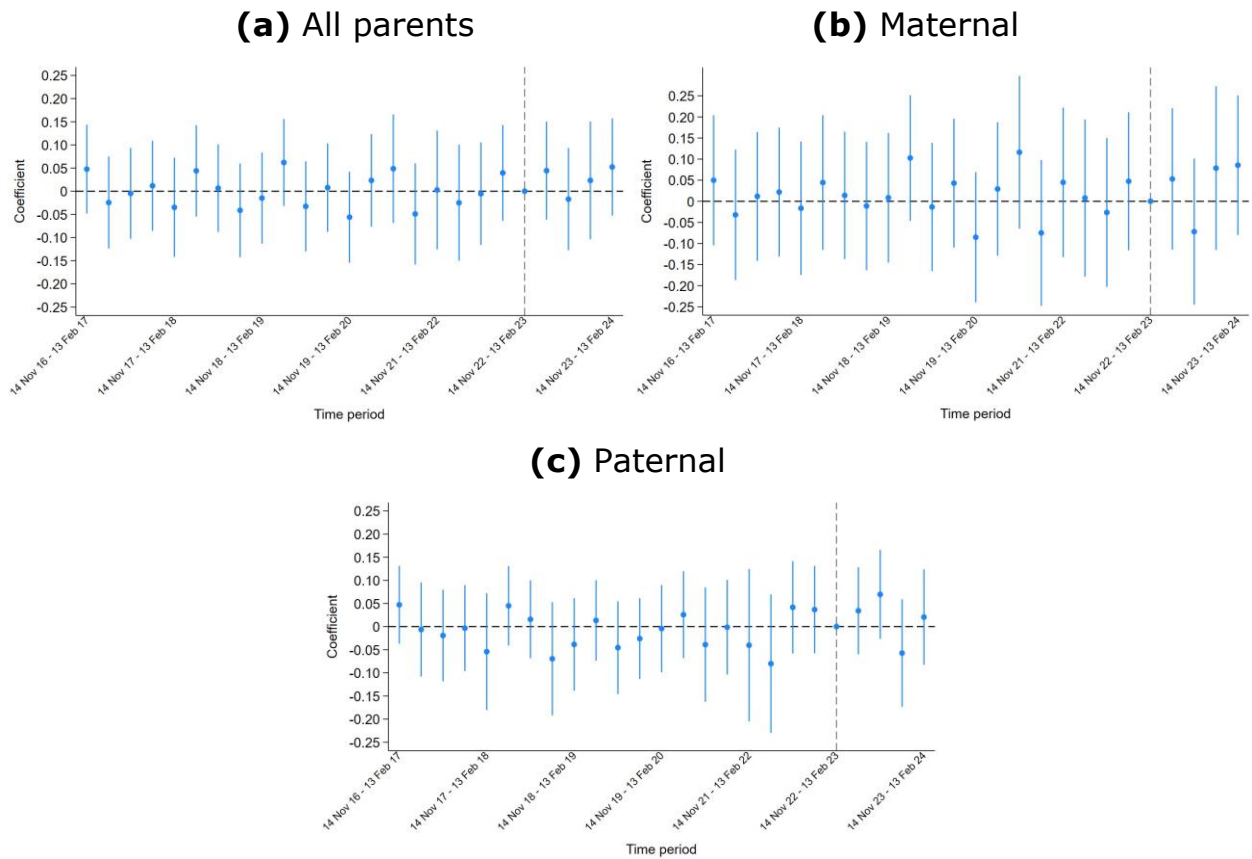 (a) All parents
0.25
0.20
0.15
0.10
0.05
0
-0.05
-0.10
-0.15
-0.20
-0.25
Coefficient
14 Nov 16 - 13 Feb 17
14 Nov 17 - 13 Feb 18
14 Nov 18 - 13 Feb 19
14 Nov 19 - 13 Feb 20
14 Nov 21 - 13 Feb 22
14 Nov 22 - 13 Feb 23
14 Nov 23 - 13 Feb 24
Time period
(b) Maternal
0.25
0.20
0.15
0.10
0.05
0
-0.05
-0.10
-0.15
-0.20
-0.25
Coefficient
14 Nov 16 - 13 Feb 17
14 Nov 17 - 13 Feb 18
14 Nov 18 - 13 Feb 19
14 Nov 19 - 13 Feb 20
14 Nov 21 - 13 Feb 22
14 Nov 22 - 13 Feb 23
14 Nov 23 - 13 Feb 24
Time period
(c) Paternal
0.25
0.20
0.15
0.10
0.05
0
-0.05
-0.10
-0.15
-0.20
-0.25
Coefficient
14 Nov 16 - 13 Feb 17
14 Nov 17 - 13 Feb 18
14 Nov 18 - 13 Feb 19
14 Nov 19 - 13 Feb 20
14 Nov 21 - 13 Feb 22
14 Nov 22 - 13 Feb 23
14 Nov 23 - 13 Feb 24
Time period